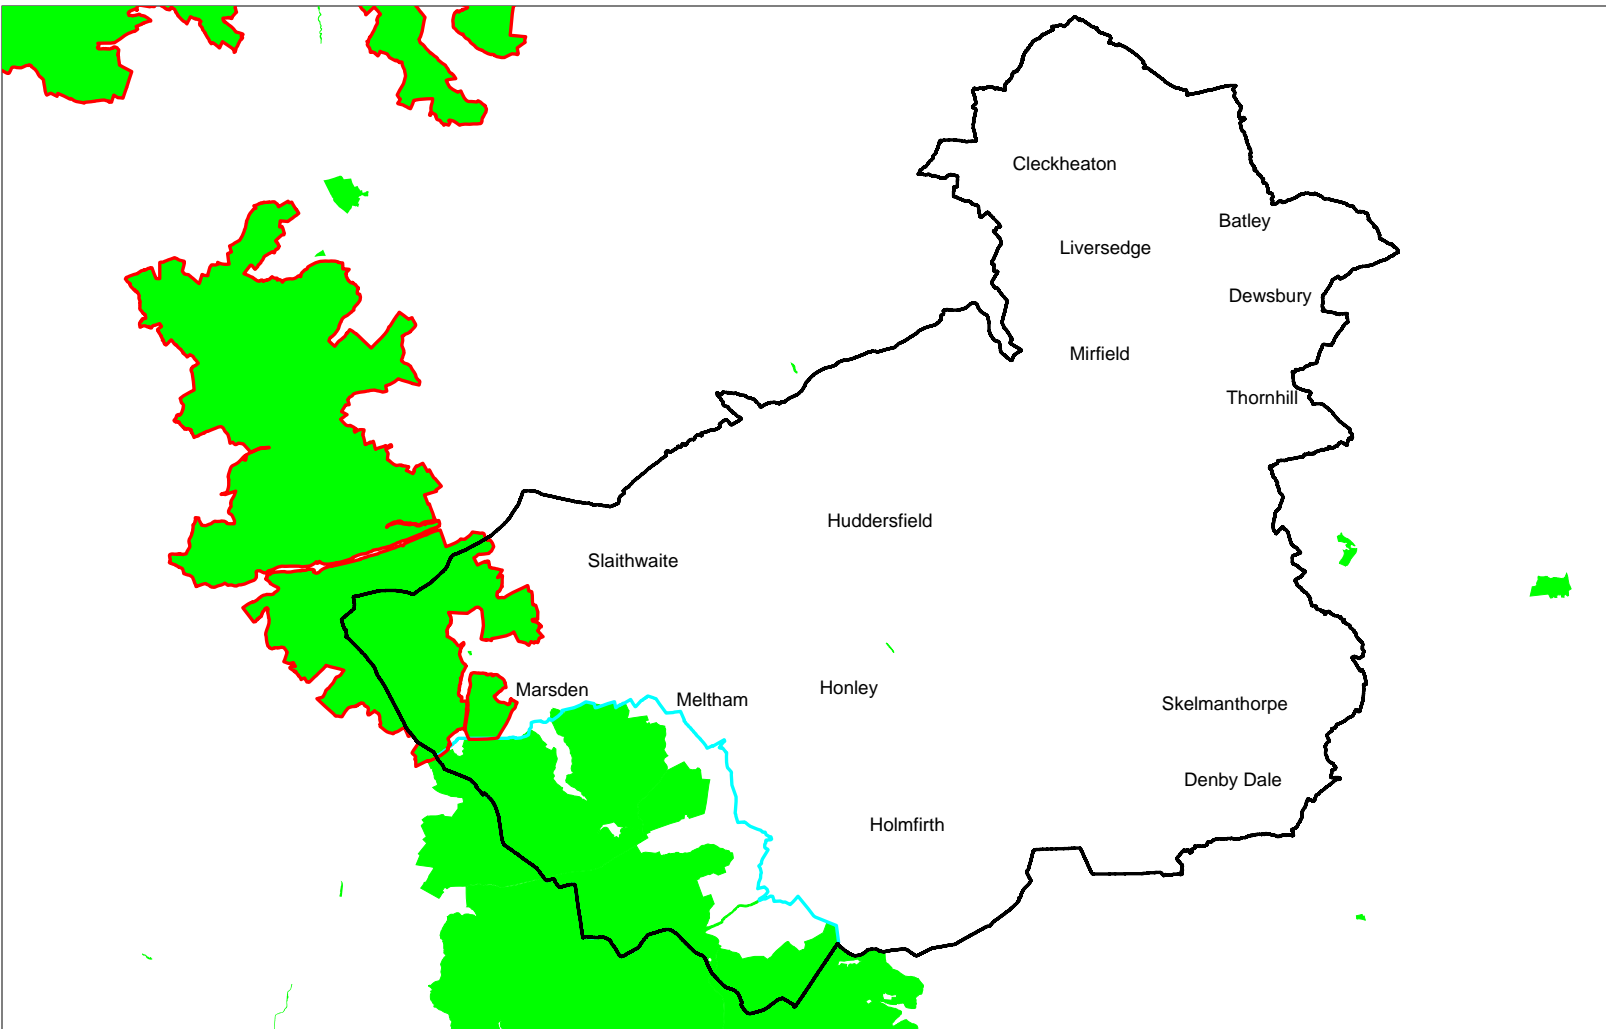 Cleckheaton
Batley
Liversedge
Dewsbury
Mirfield
Thornhill
Huddersfield
Slaithwaite
Marsden
Meltham
Honley
Skelmanthorpe
Denby Dale
Holmfirth